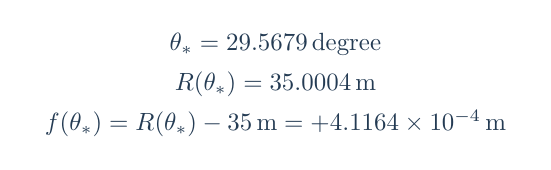 θ∗ = 29.5679 degree
R(θ∗) = 35.0004 m
f(θ∗) = R(θ∗) − 35 m = +4.1164 × 10⁻⁴ m